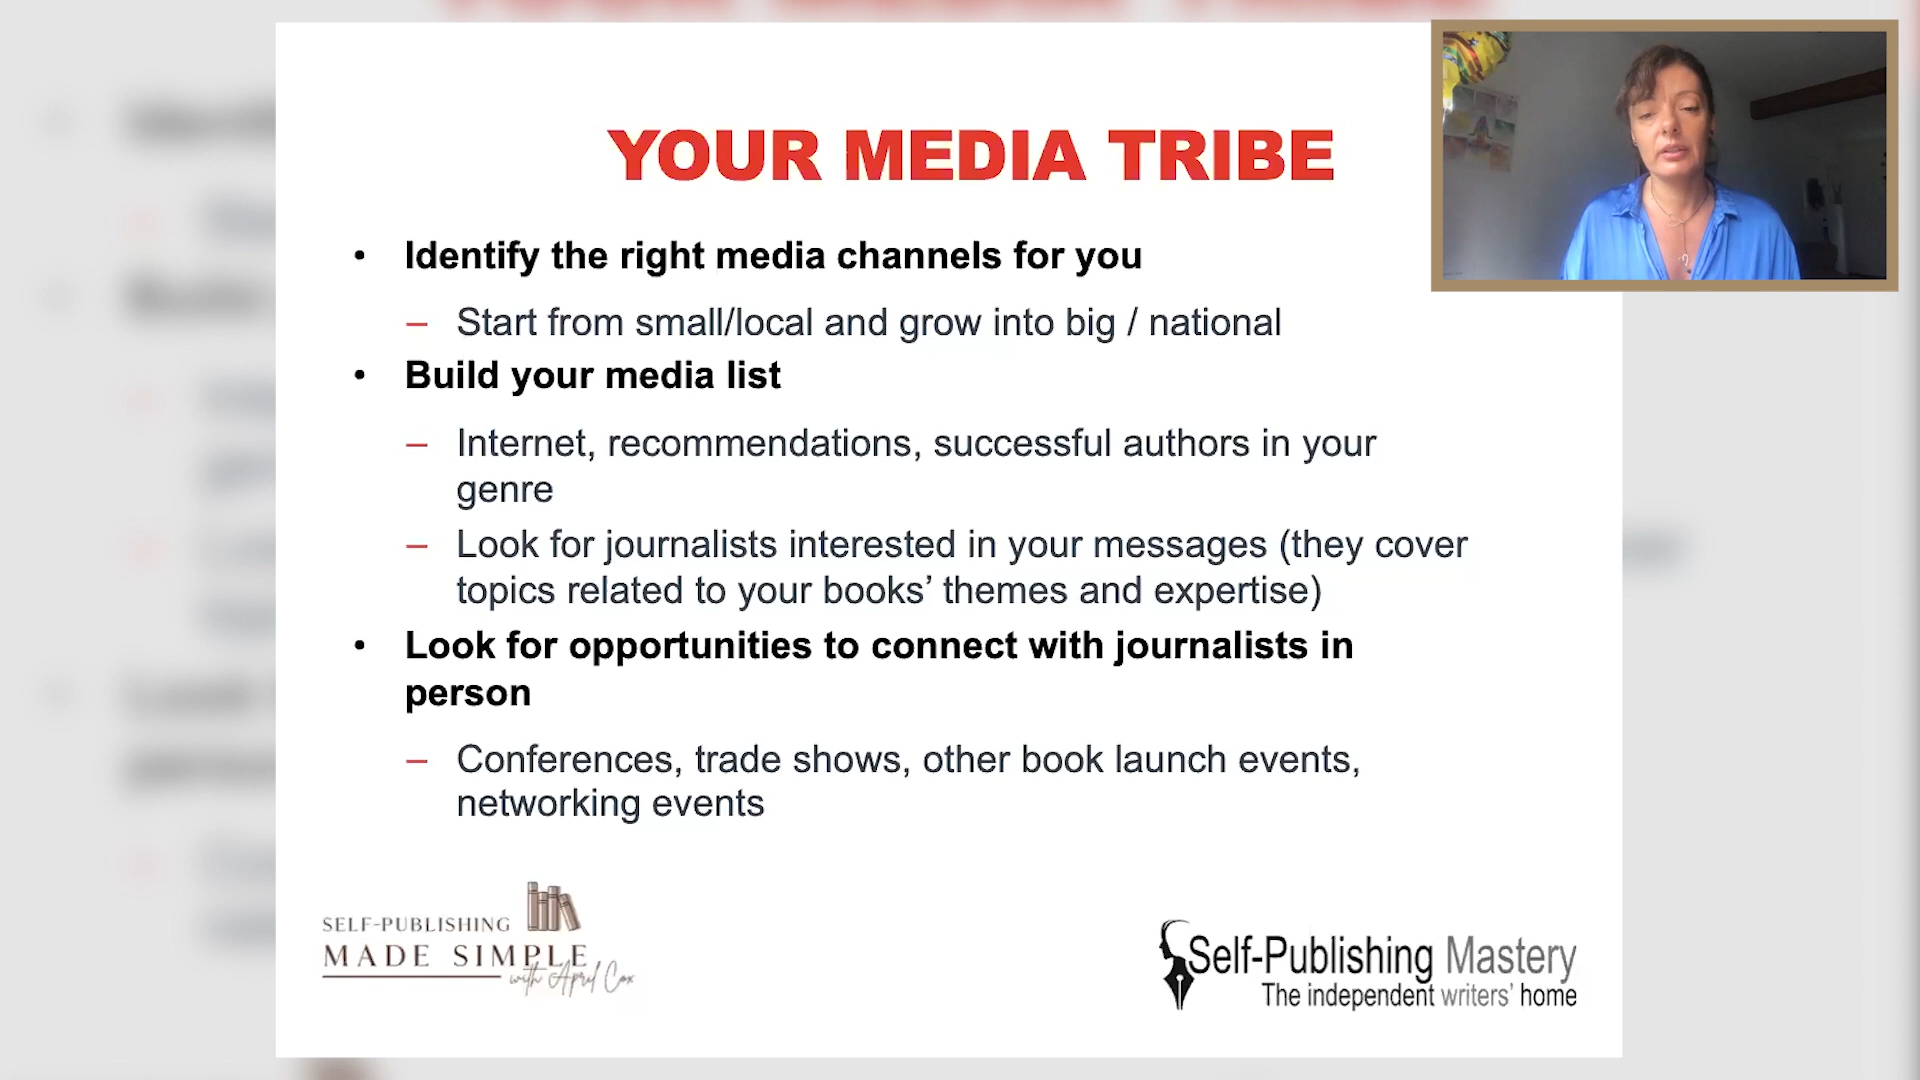 YOUR MEDIA TRIBE
• Identify the right media channels for you
– Start from small/local and grow into big / national
• Build your media list
– Internet, recommendations, successful authors in your
genre
– Look for journalists interested in your messages (they cover
topics related to your books’ themes and expertise)
• Look for opportunities to connect with journalists in
person
– Conferences, trade shows, other book launch events,
networking events
SELF-PUBLISHING
MADE SIMPLE
with April Cox
Self-Publishing Mastery
The independent writers’ home